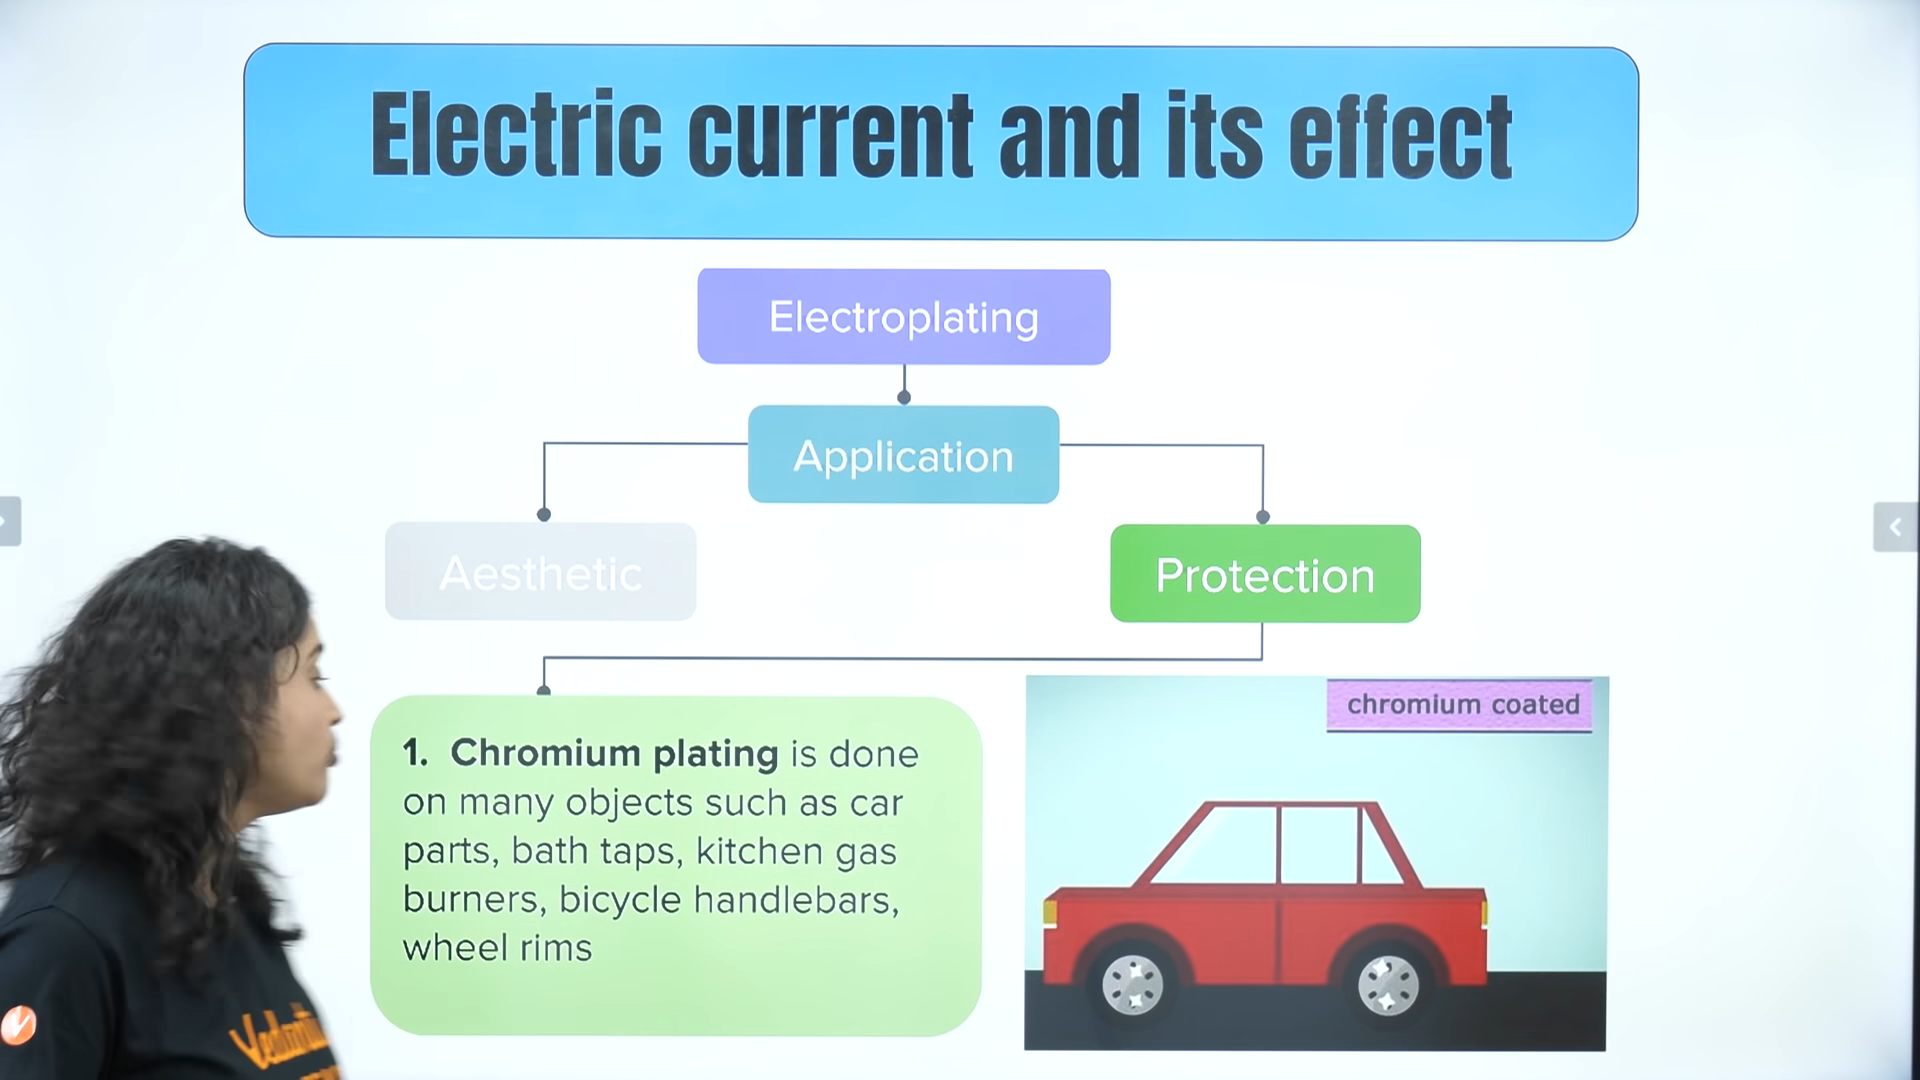 Electric current and its effect
Electroplating
Application
Aesthetic
Protection
chromium coated
1. Chromium plating is done
on many objects such as car
parts, bath taps, kitchen gas
burners, bicycle handlebars,
wheel rims